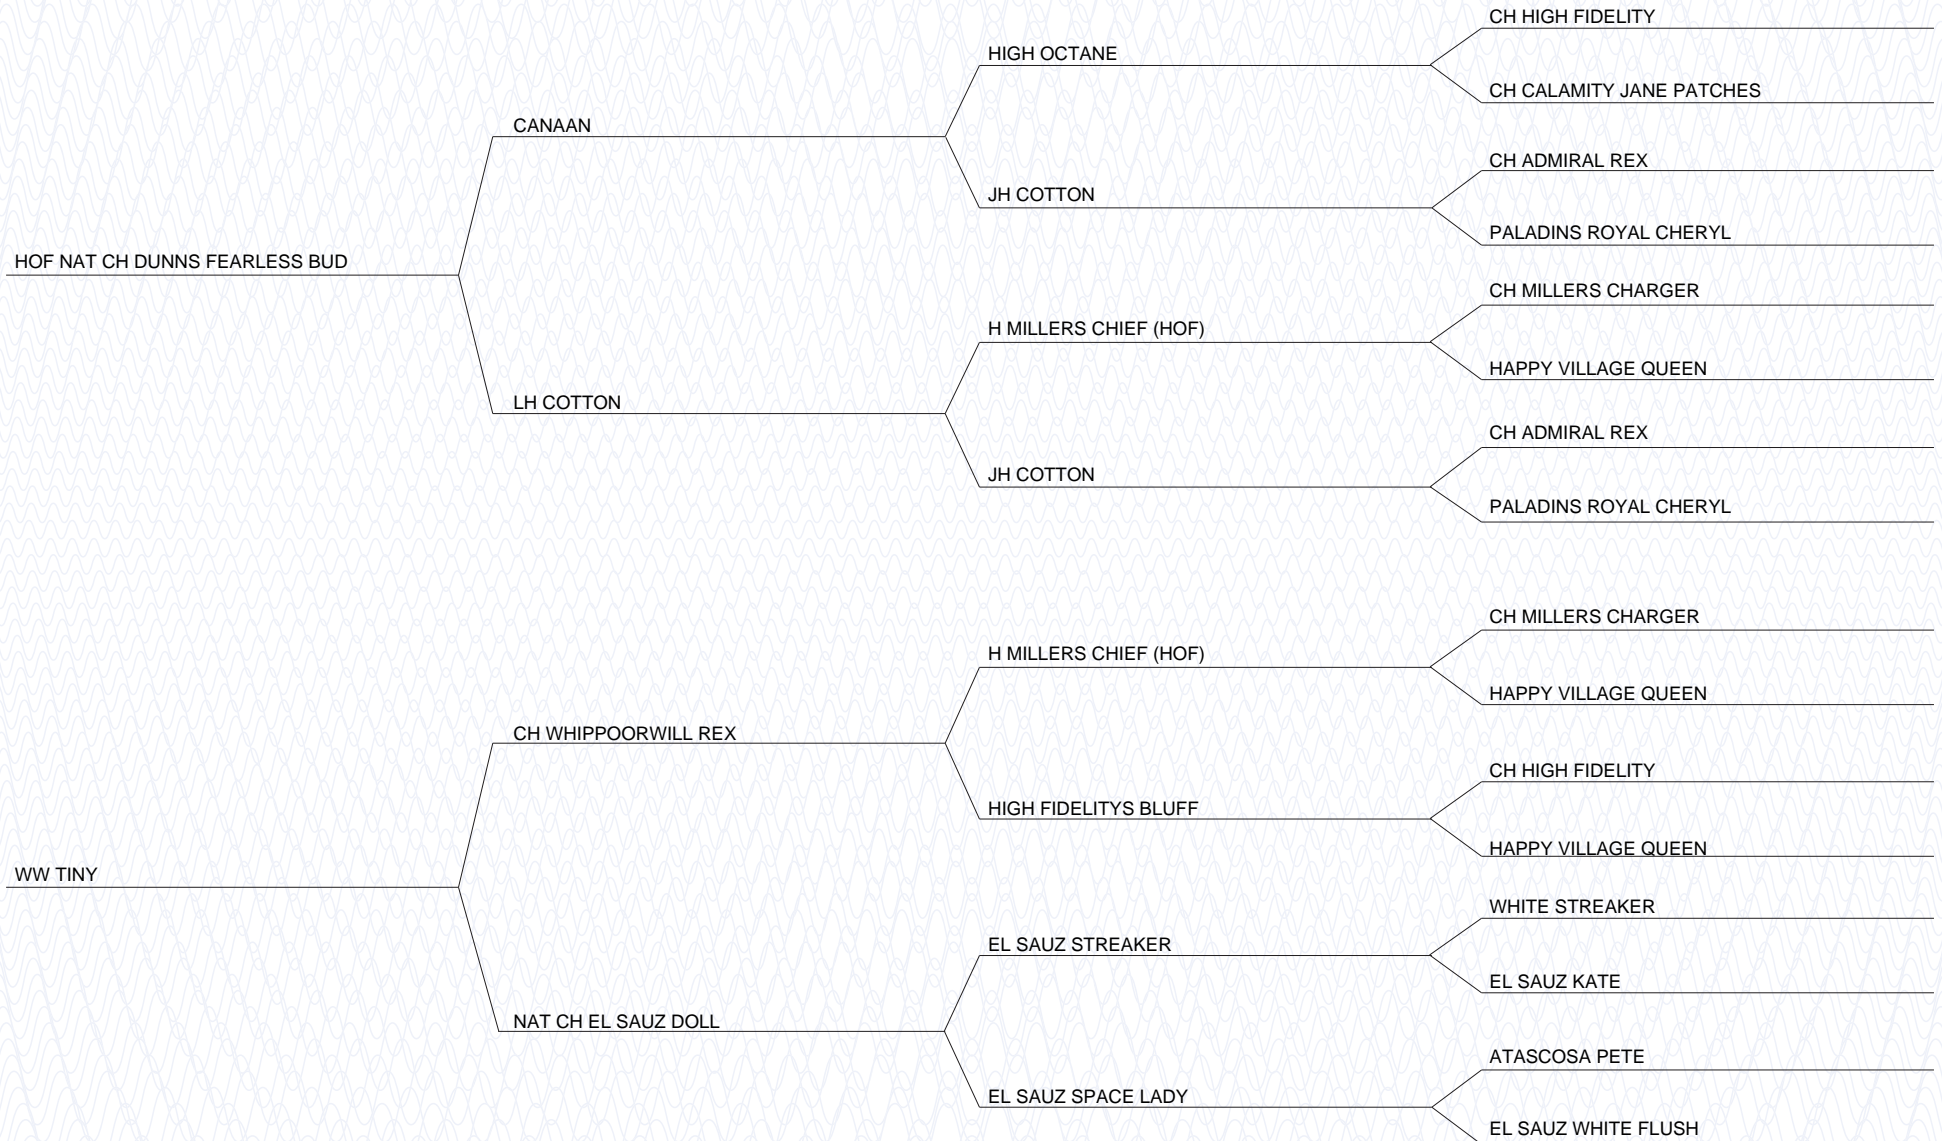 CH HIGH FIDELITY
HIGH OCTANE
CH CALAMITY JANE PATCHES
CANAAN
CH ADMIRAL REX
JH COTTON
PALADINS ROYAL CHERYL
HOF NAT CH DUNNS FEARLESS BUD
CH MILLERS CHARGER
H MILLERS CHIEF (HOF)
HAPPY VILLAGE QUEEN
LH COTTON
CH ADMIRAL REX
JH COTTON
PALADINS ROYAL CHERYL
CH MILLERS CHARGER
H MILLERS CHIEF (HOF)
HAPPY VILLAGE QUEEN
CH WHIPPOORWILL REX
CH HIGH FIDELITY
HIGH FIDELITYS BLUFF
HAPPY VILLAGE QUEEN
WW TINY
WHITE STREAKER
EL SAUZ STREAKER
EL SAUZ KATE
NAT CH EL SAUZ DOLL
ATASCOSA PETE
EL SAUZ SPACE LADY
EL SAUZ WHITE FLUSH